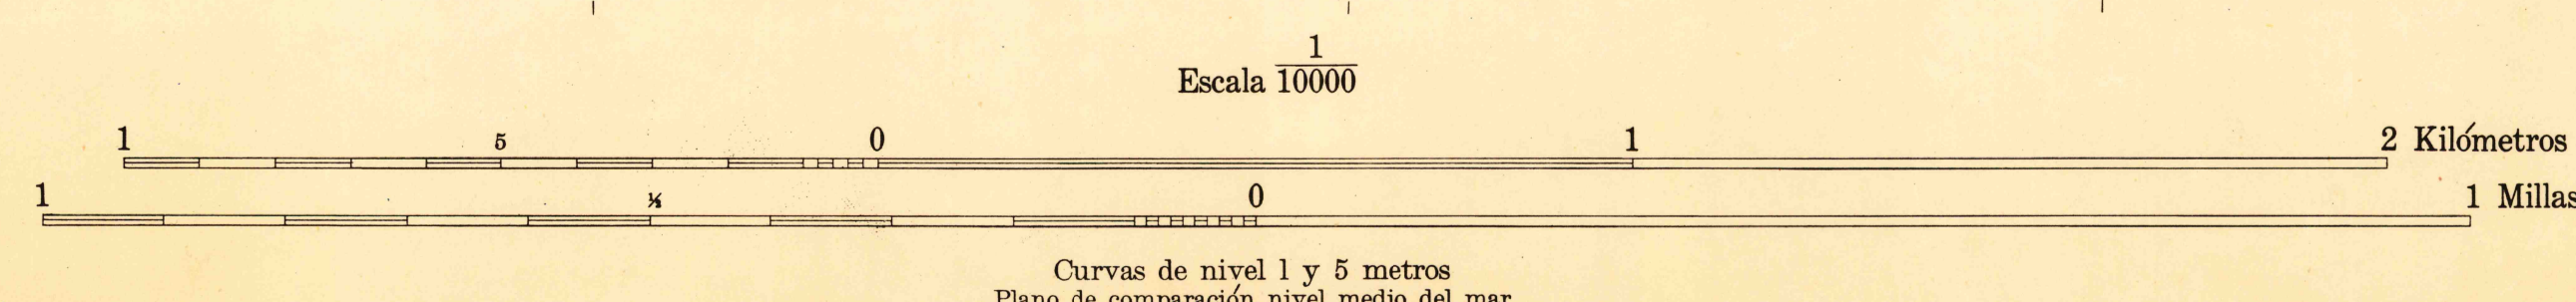 Escala 1/10000
1 5 0 1 2 Kilómetros
1 ½ 0 1 Millas
Curvas de nivel 1 y 5 metros
Plano de comparación nivel medio del mar